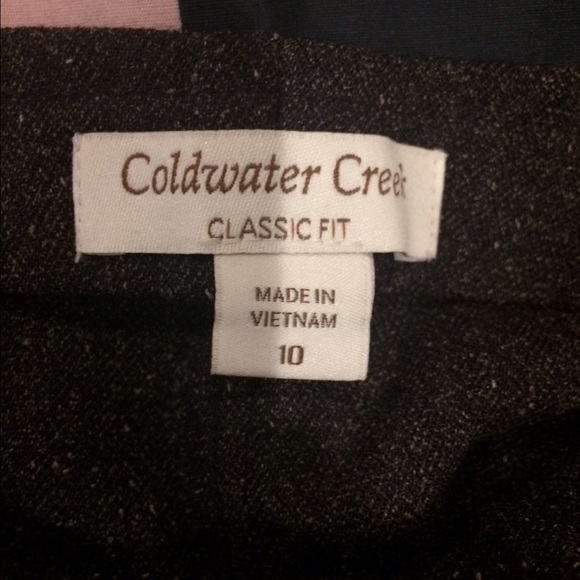 Coldwater Creek
CLASSIC FIT
MADE IN
VIETNAM
10